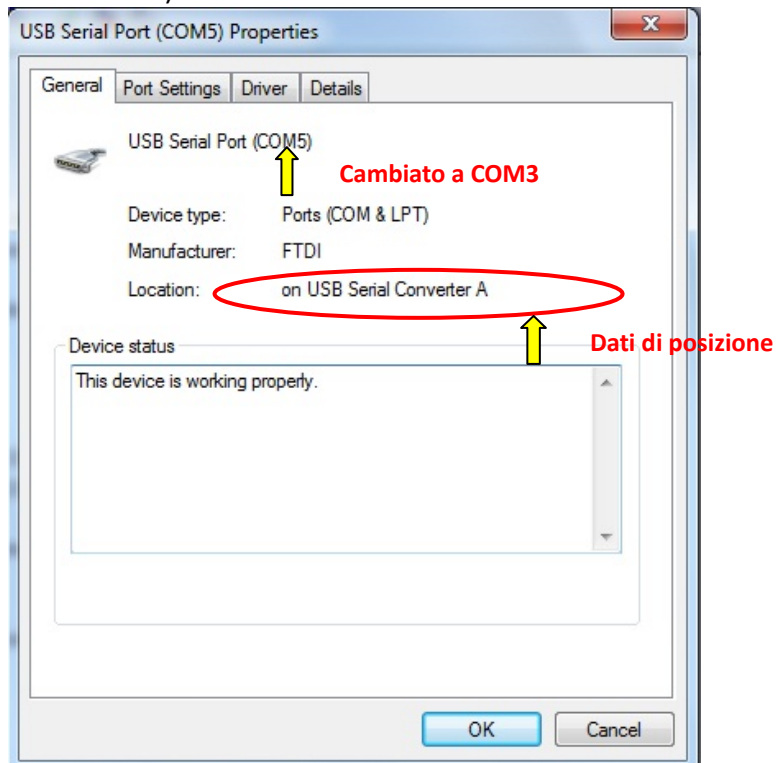 USB Serial Port (COM5) Properties
General Port Settings Driver Details
USB Serial Port (COM5)
Cambiato a COM3
Device type: Ports (COM & LPT)
Manufacturer: FTDI
Location: on USB Serial Converter A
Dati di posizione
Device status
This device is working properly.
OK Cancel